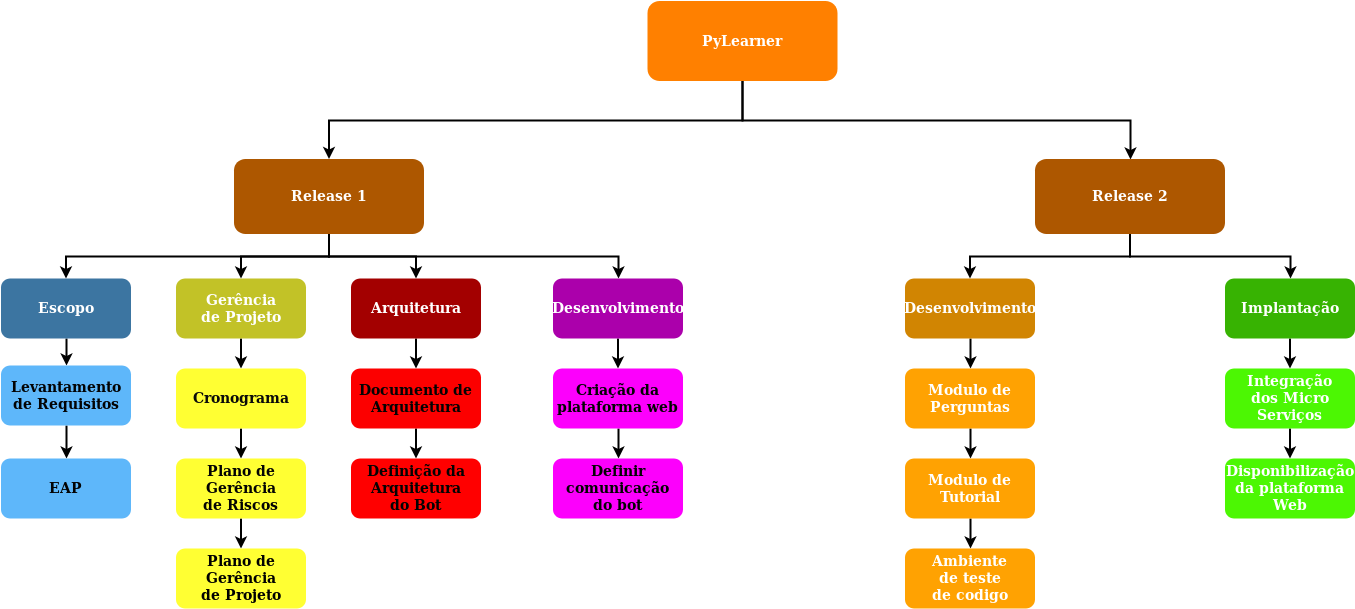 PyLearner
Release 1
Release 2
Escopo
Gerência
de Projeto
Arquitetura
Desenvolvimento
Desenvolvimento
Implantação
Levantamento
de Requisitos
Cronograma
Documento de
Arquitetura
Criação da
plataforma web
Modulo de
Perguntas
Integração
dos Micro
Serviços
EAP
Plano de
Gerência
de Riscos
Definição da
Arquitetura
do Bot
Definir
comunicação
do bot
Modulo de
Tutorial
Disponibilização
da plataforma
Web
Plano de
Gerência
de Projeto
Ambiente
de teste
de codigo